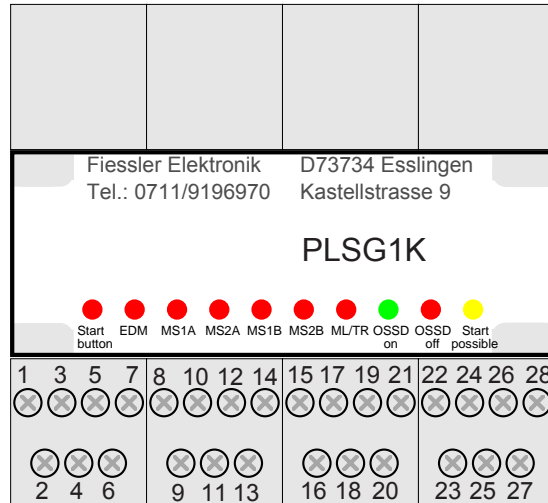 Fiessler Elektronik D73734 Esslingen
Tel.: 0711/9196970 Kastellstrasse 9
PLSG1K
Start button EDM MS1A MS2A MS1B MS2B ML/TR OSSD on OSSD off Start possible
1 3 5 7 8 10 12 14 15 17 19 21 22 24 26 28
2 4 6 9 11 13 16 18 20 23 25 27